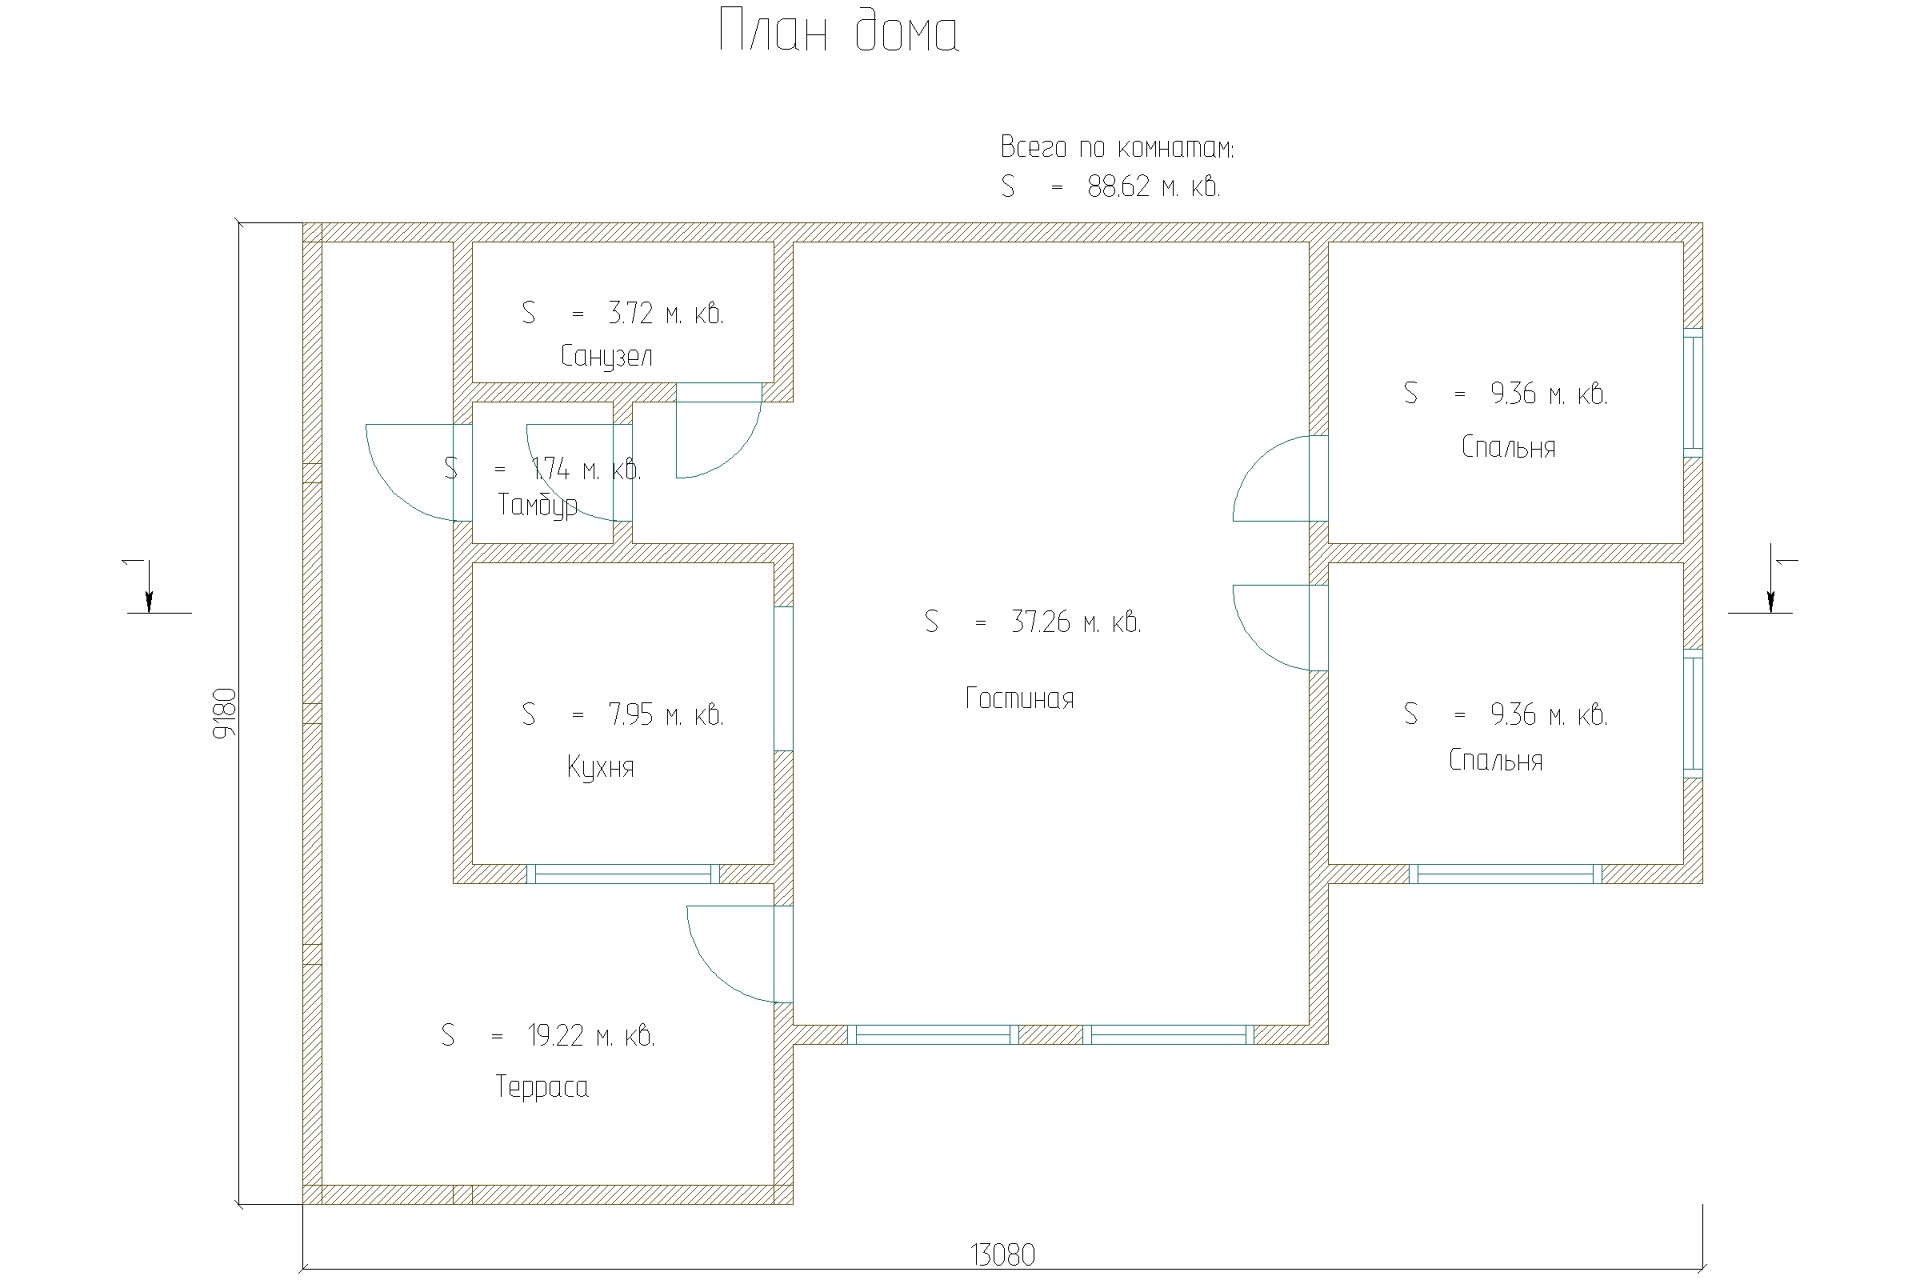 План дома
Всего по комнатам:
S = 88.62 м. кв.
S = 3.72 м. кв.
Санузел
S = 9.36 м. кв.
Спальня
S = 1.74 м. кв.
Тамбур
1
1
S = 37.26 м. кв.
Гостиная
9180
S = 7.95 м. кв.
Кухня
S = 9.36 м. кв.
Спальня
S = 19.22 м. кв.
Терраса
13080